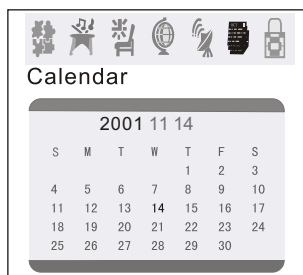 Calendar
2001 11 14
S M T W T F S
1 2 3
4 5 6 7 8 9 10
11 12 13 14 15 16 17
18 19 20 21 22 23 24
25 26 27 28 29 30